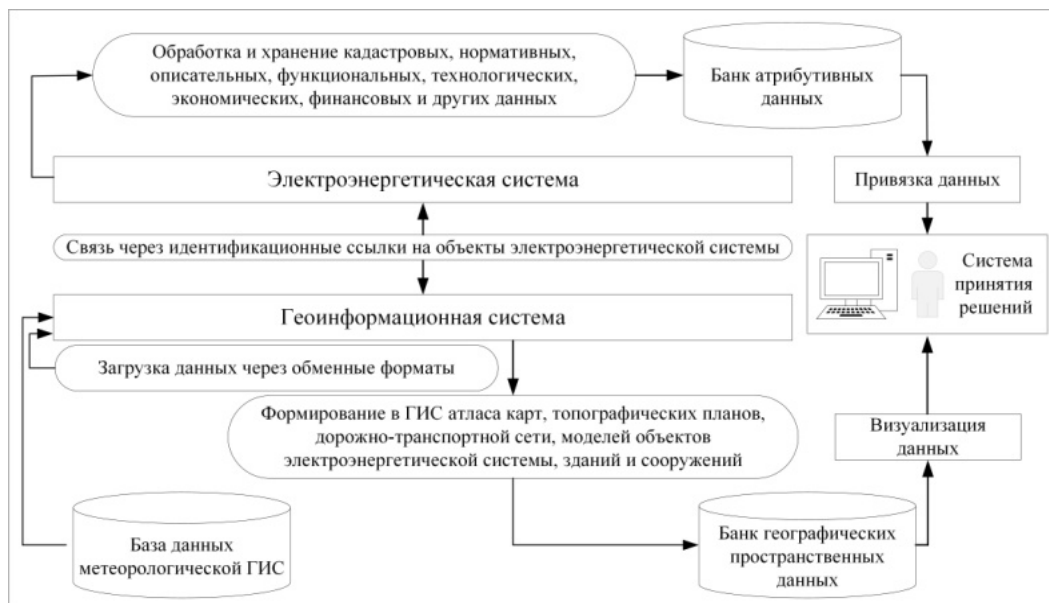 Обработка и хранение кадастровых, нормативных,
описательных, функциональных, технологических,
экономических, финансовых и других данных
Банк атрибутивных
данных
Электроэнергетическая система
Привязка данных
Связь через идентификационные ссылки на объекты электроэнергетической системы
Система
принятия
решений
Геоинформационная система
Загрузка данных через обменные форматы
Формирование в ГИС атласа карт, топографических планов,
дорожно-транспортной сети, моделей объектов
электроэнергетической системы, зданий и сооружений
Визуализация
данных
База данных
метеорологической ГИС
Банк географических
пространственных
данных